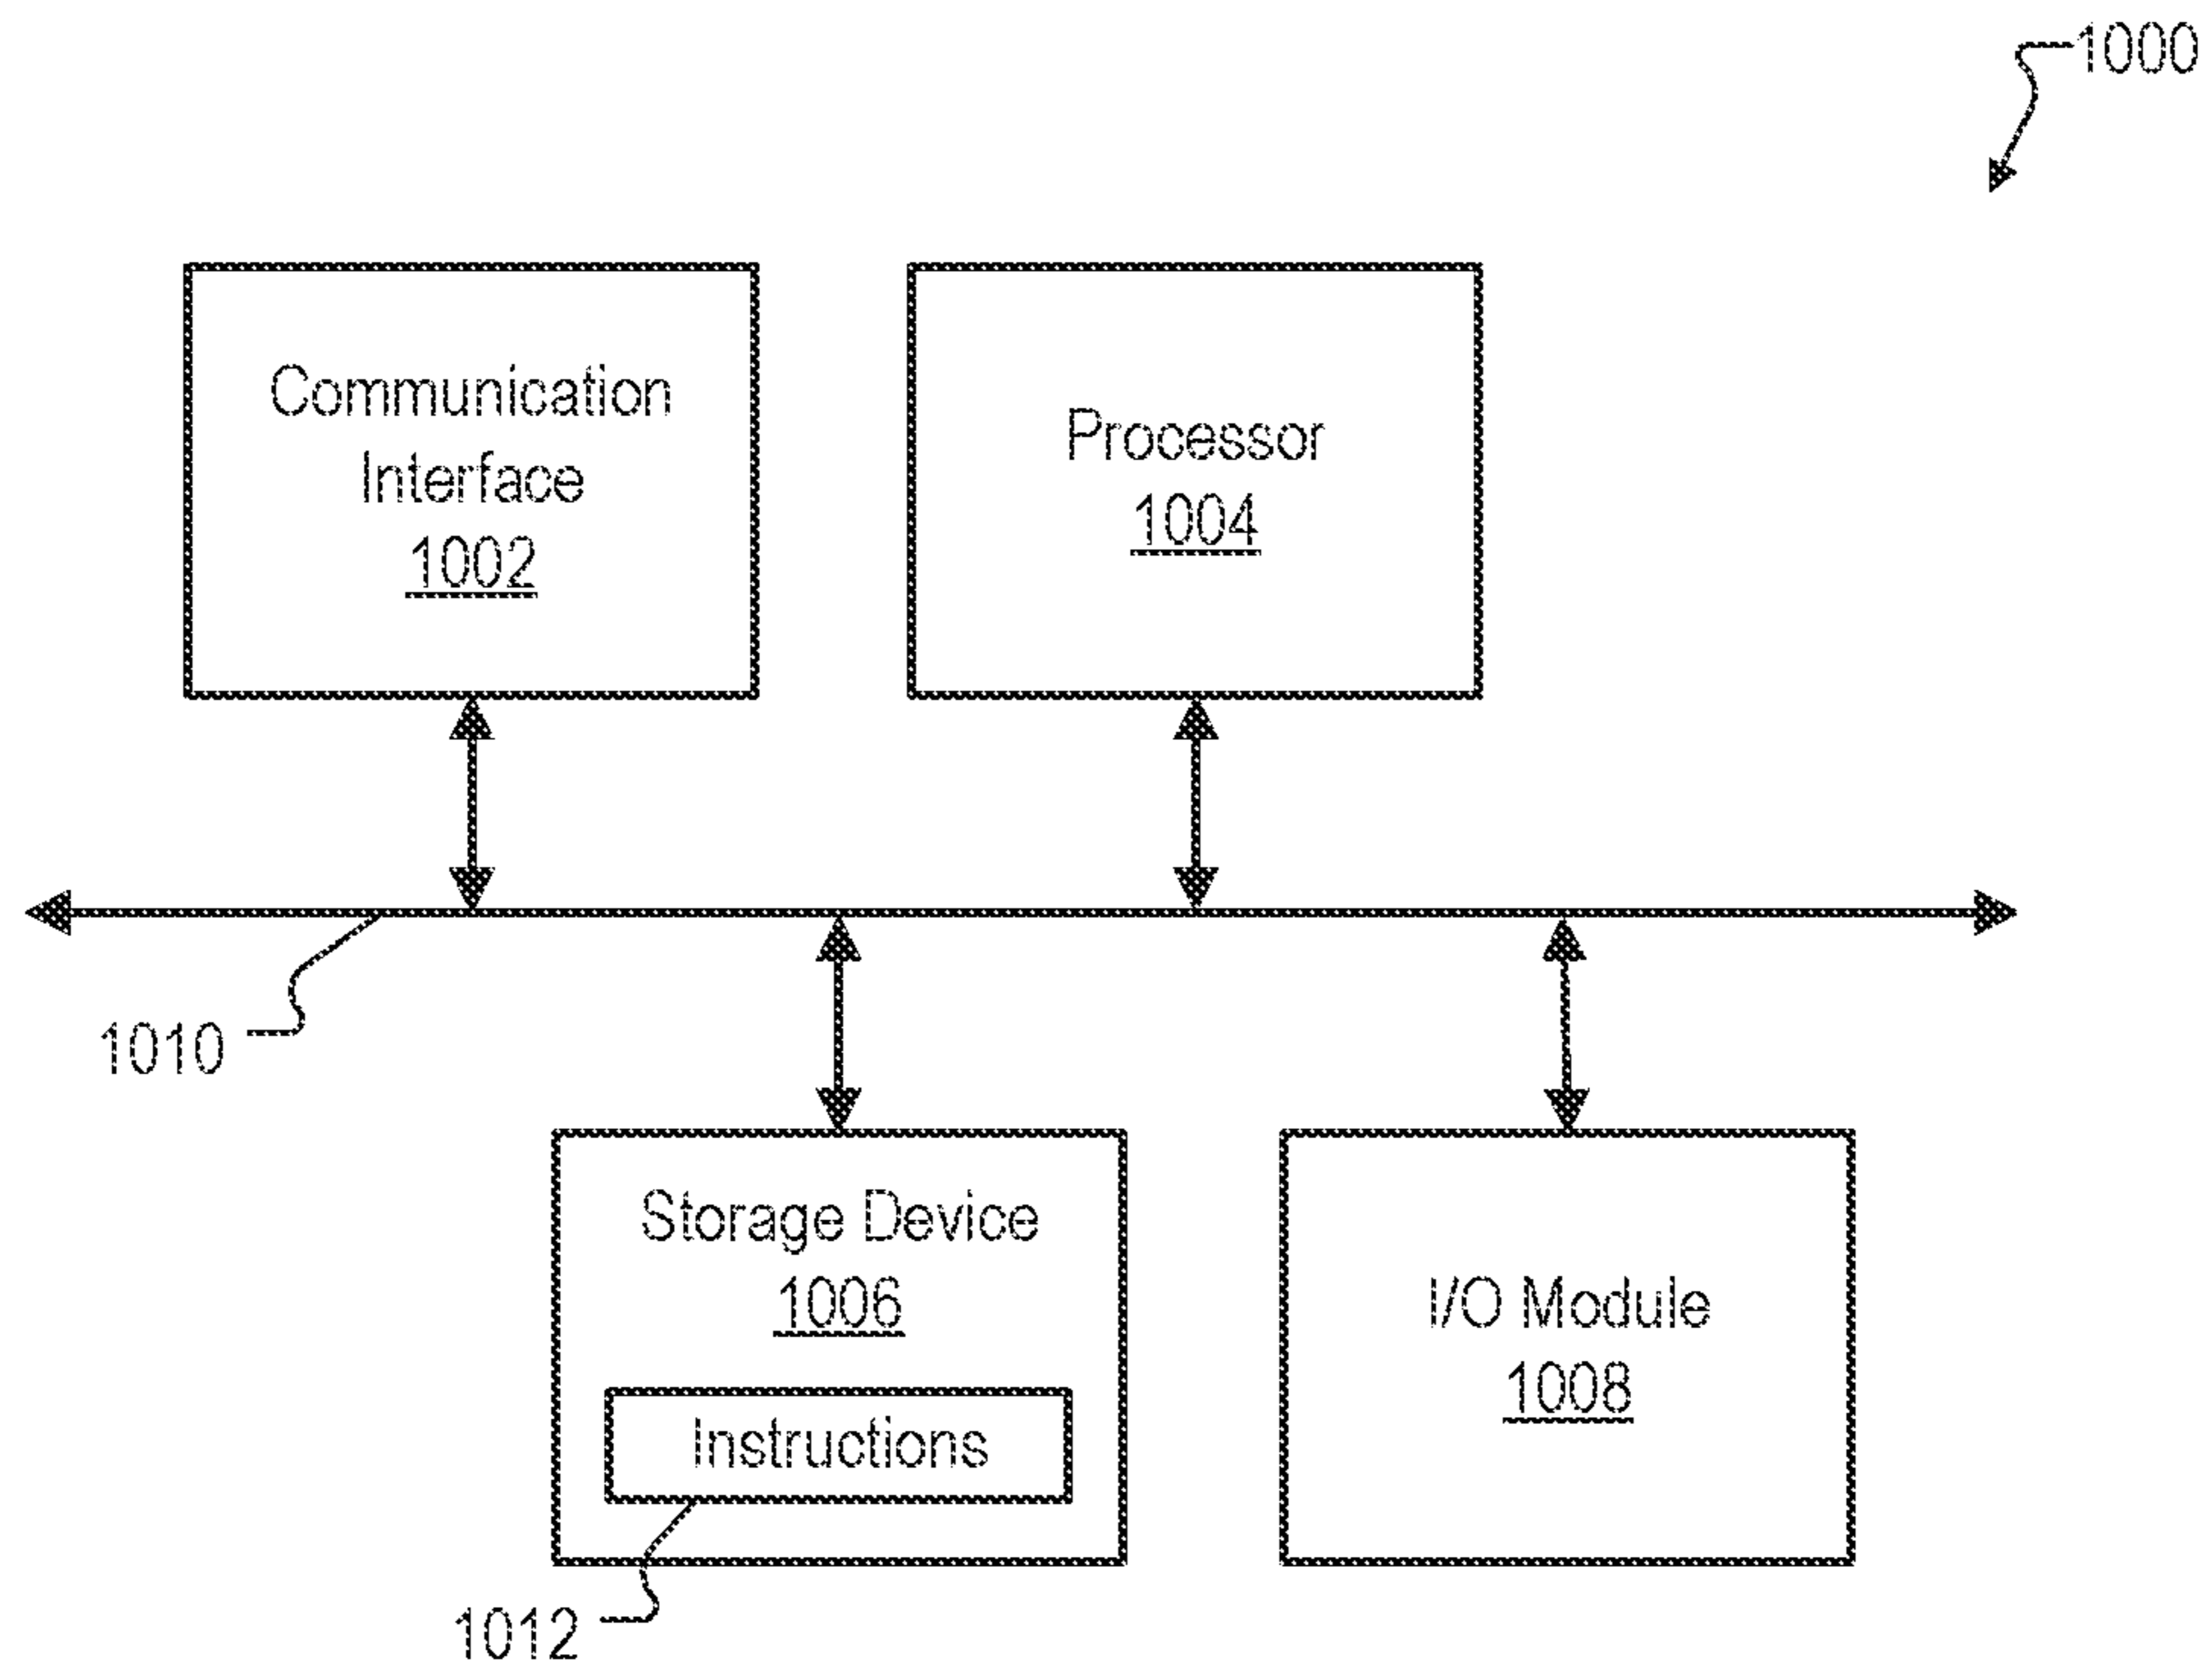 1000
Communication
Interface
1002
Processor
1004
1010
Storage Device
1006
Instructions
1012
I/O Module
1008